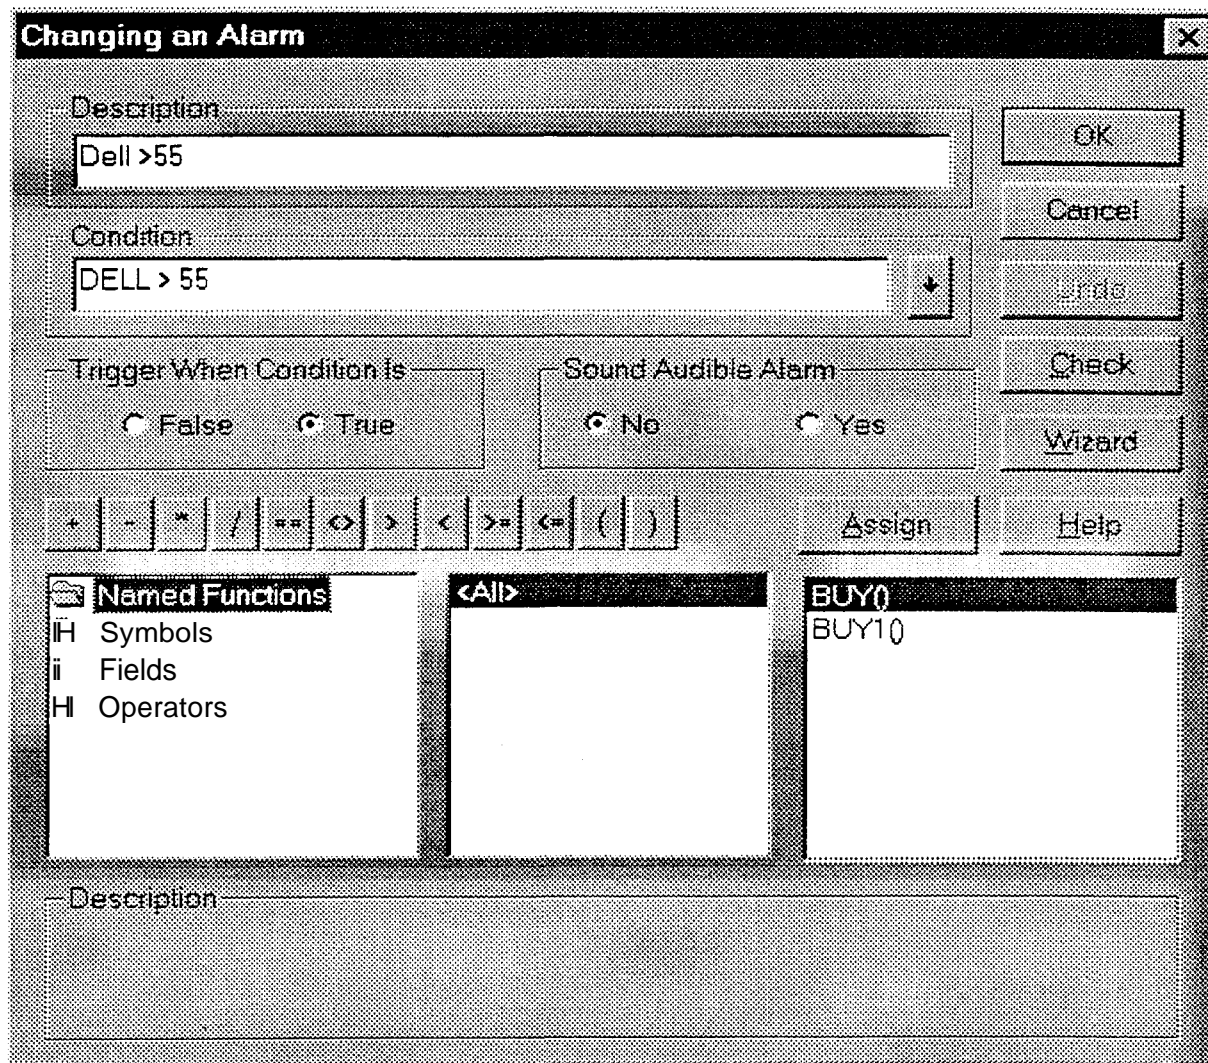 Changing an Alarm
Description
Dell >55
OK
Cancel
Condition
DELL > 55
Undo
Trigger When Condition Is
False True
Sound Audible Alarm
No Yes
Check
Wizard
+ - * / == <> > < >= <= ( )
Assign
Help
Named Functions
Symbols
Fields
Operators
<All>
BUY()
BUY1()
Description